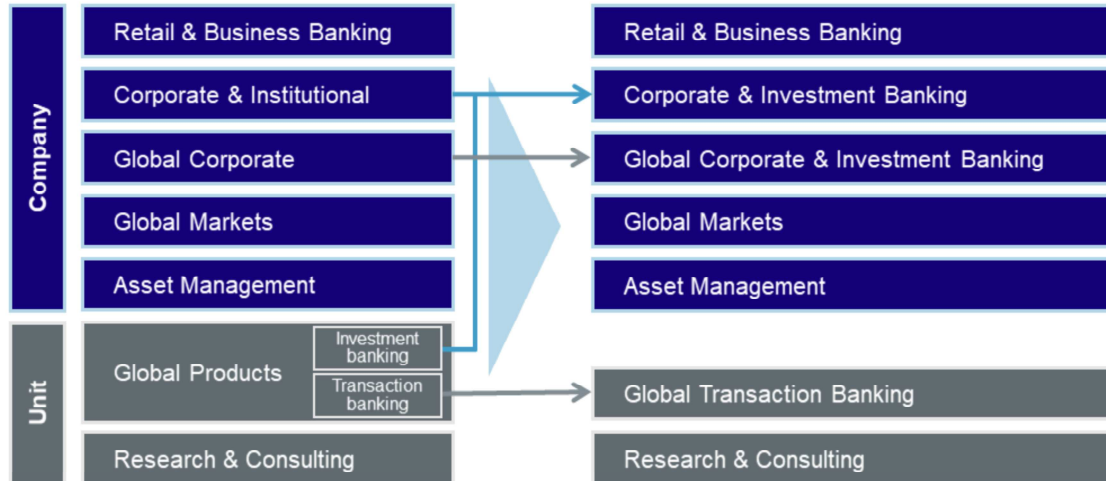 Company
Retail & Business Banking
Corporate & Institutional
Global Corporate
Global Markets
Asset Management
Unit
Global Products
Investment
banking
Transaction
banking
Research & Consulting
Retail & Business Banking
Corporate & Investment Banking
Global Corporate & Investment Banking
Global Markets
Asset Management
Global Transaction Banking
Research & Consulting